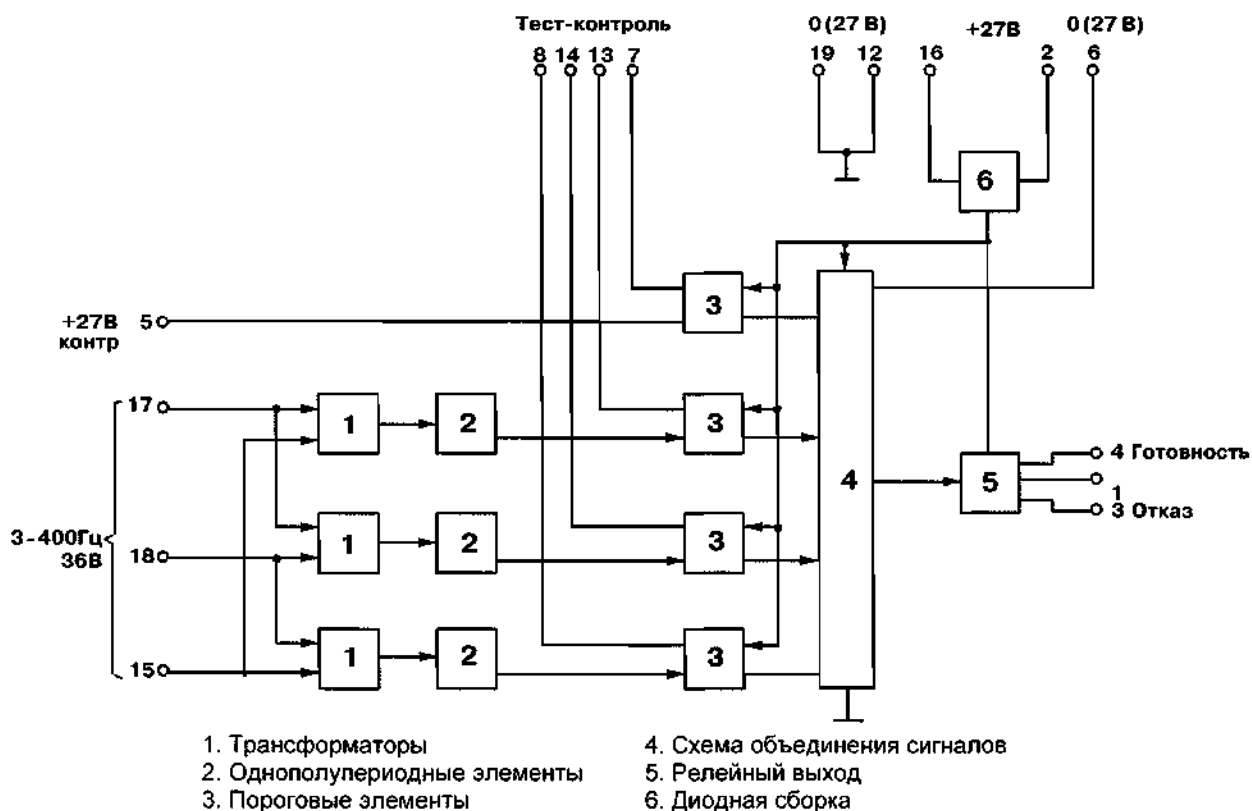 Тест-контроль 0 (27 В) +27В 0 (27 В)
8 14 13 7 19 12 16 2 6
6
3
+27В 5
контр
17 1 2 3
4 5 4 Готовность
1
3 Отказ
3-400Гц
36В
18 1 2 3
15 1 2 3
1. Трансформаторы
2. Однополупериодные элементы
3. Пороговые элементы
4. Схема объединения сигналов
5. Релейный выход
6. Диодная сборка